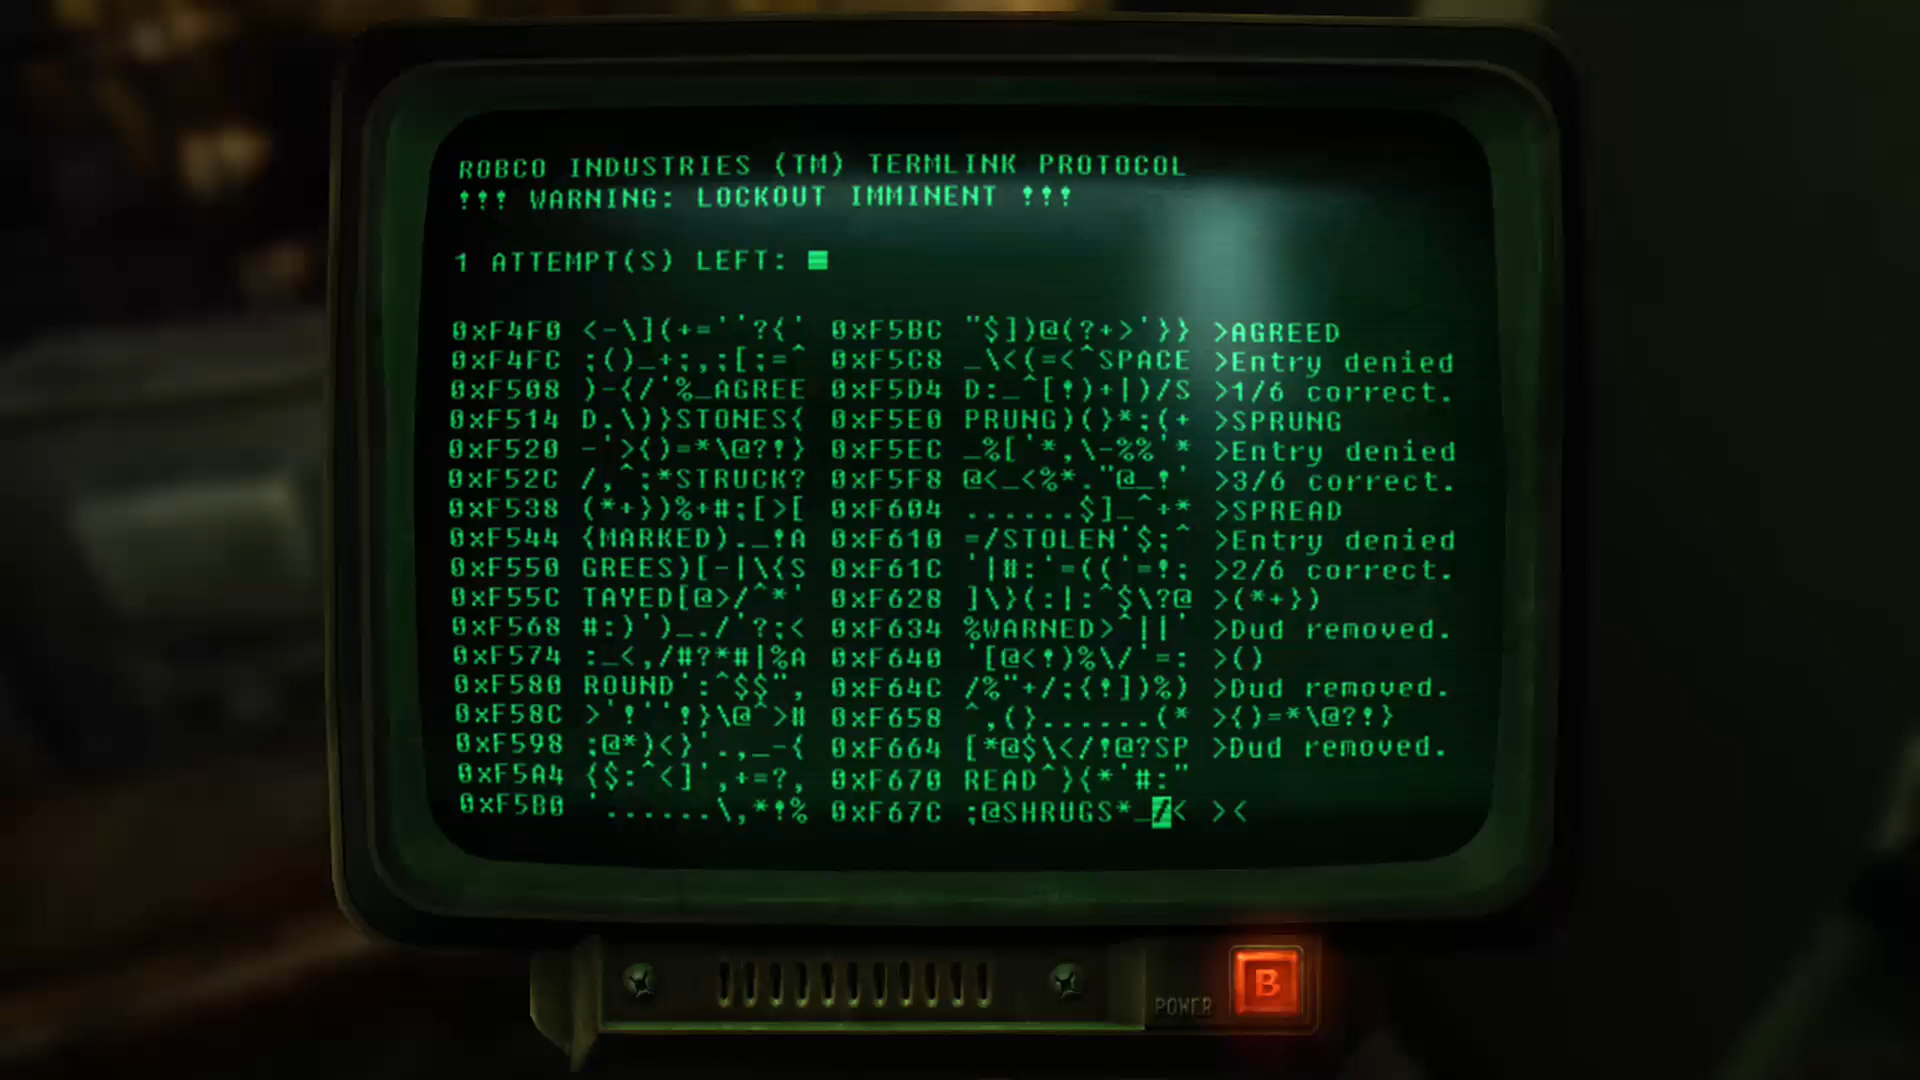 ROBCO INDUSTRIES (TM) TERMLINK PROTOCOL
!!! WARNING: LOCKOUT IMMINENT !!!
1 ATTEMPT(S) LEFT:
0xF4F0 <-\](+=''?{' 0xF5BC "$])@(?+>'}} >AGREED
0xF4FC ;()_+;,;[;=^ 0xF5C8 _\<(=<^SPACE >Entry denied
0xF508 )-{/'%_AGREE 0xF5D4 D:_^[!)+|)/S >1/6 correct.
0xF514 D.\)}STONES{ 0xF5E0 PRUNG)(}*;(+ >SPRUNG
0xF520 -'>{)=*\@?!} 0xF5EC _%['*,\-%%'* >Entry denied
0xF52C /,^;*STRUCK? 0xF5F8 @<_<%*."@_!' >3/6 correct.
0xF538 (*+})%+#:[>[ 0xF604 ......$]_^+* >SPREAD
0xF544 {MARKED)._!A 0xF610 =/STOLEN'$:^ >Entry denied
0xF550 GREES)[-|\{S 0xF61C '|#:'=(('=!; >2/6 correct.
0xF55C TAYED[@>/^*' 0xF628 ]\}(:|:^$\?@ >(*+})
0xF568 #:)')_./'?;< 0xF634 %WARNED>^||' >Dud removed.
0xF574 :_<,/#?*#|%A 0xF640 '[@<!)%\/'=: >()
0xF580 ROUND':^$$", 0xF64C /%"+/;{!])%) >Dud removed.
0xF58C >'!''!}\@^># 0xF658 ^,(}......(* >{)=*\@?!}
0xF598 ;@*)<}'.,_-{ 0xF664 [*@$\</!@?SP >Dud removed.
0xF5A4 {$:^<]',+=?, 0xF670 READ^}{*'#:"
0xF5B0 '......\,*!% 0xF67C ;@SHRUGS*_/< ><
POWER
B